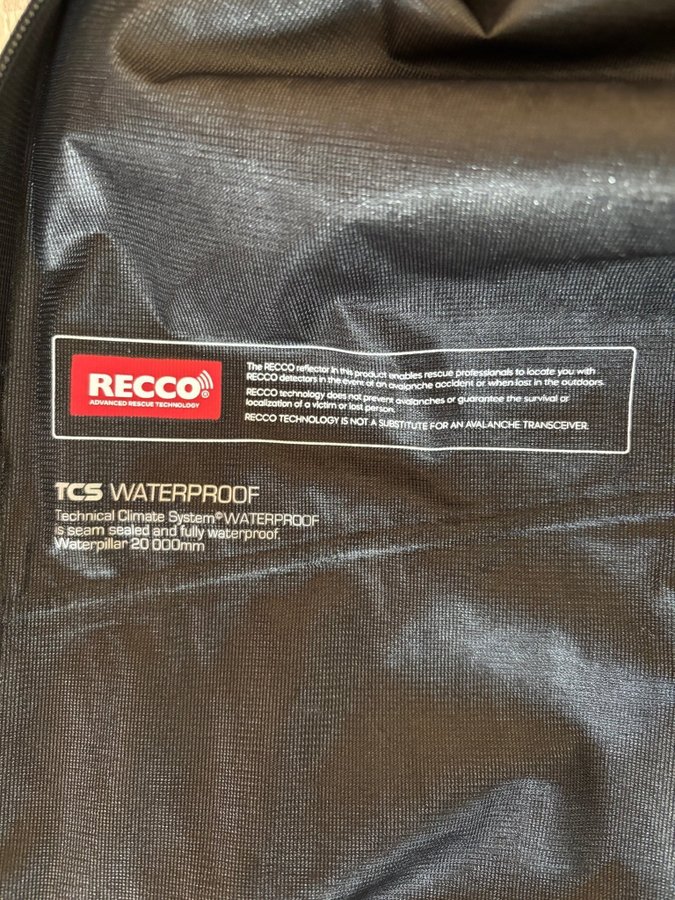 RECCO®
ADVANCED RESCUE TECHNOLOGY
The RECCO reflector in this product enables rescue professionals to locate you with
RECCO detectors in the event of an avalanche accident or when lost in the outdoors.
RECCO technology does not prevent avalanches or guarantee the survival or
localization of a victim or lost person.
RECCO TECHNOLOGY IS NOT A SUBSTITUTE FOR AN AVALANCHE TRANSCEIVER.
TCS WATERPROOF
Technical Climate System©WATERPROOF
is seam sealed and fully waterproof.
Waterpillar 20 000mm